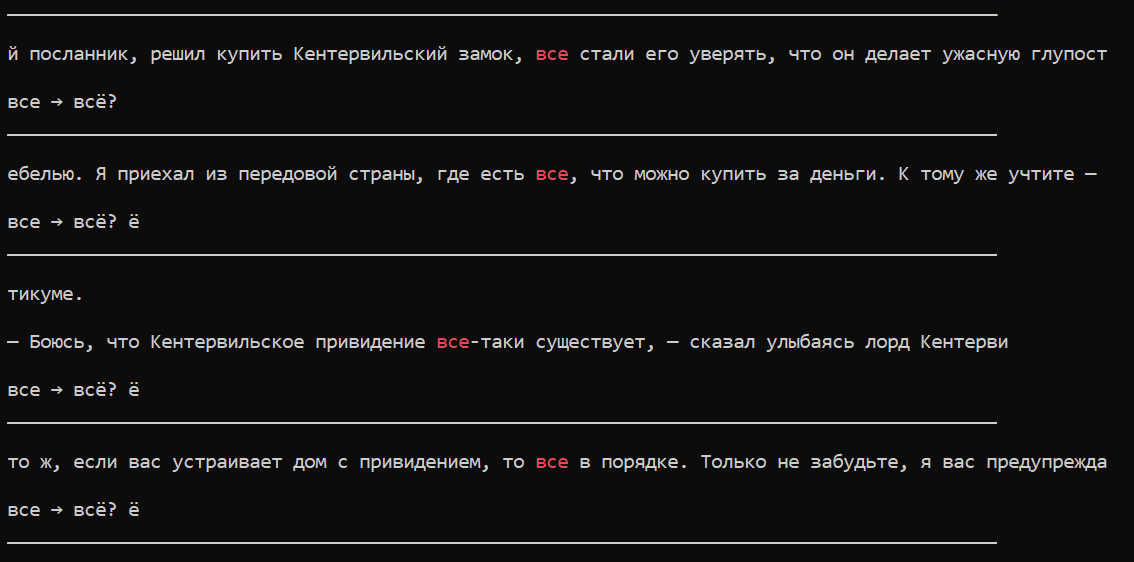 й посланник, решил купить Кентервильский замок, все стали его уверять, что он делает ужасную глупост
все → всё?
ебелью. Я приехал из передовой страны, где есть все, что можно купить за деньги. К тому же учтите —
все → всё? ё
тикуме.
— Боюсь, что Кентервильское привидение все-таки существует, — сказал улыбаясь лорд Кентерви
все → всё? ё
то ж, если вас устраивает дом с привидением, то все в порядке. Только не забудьте, я вас предупрежда
все → всё? ё